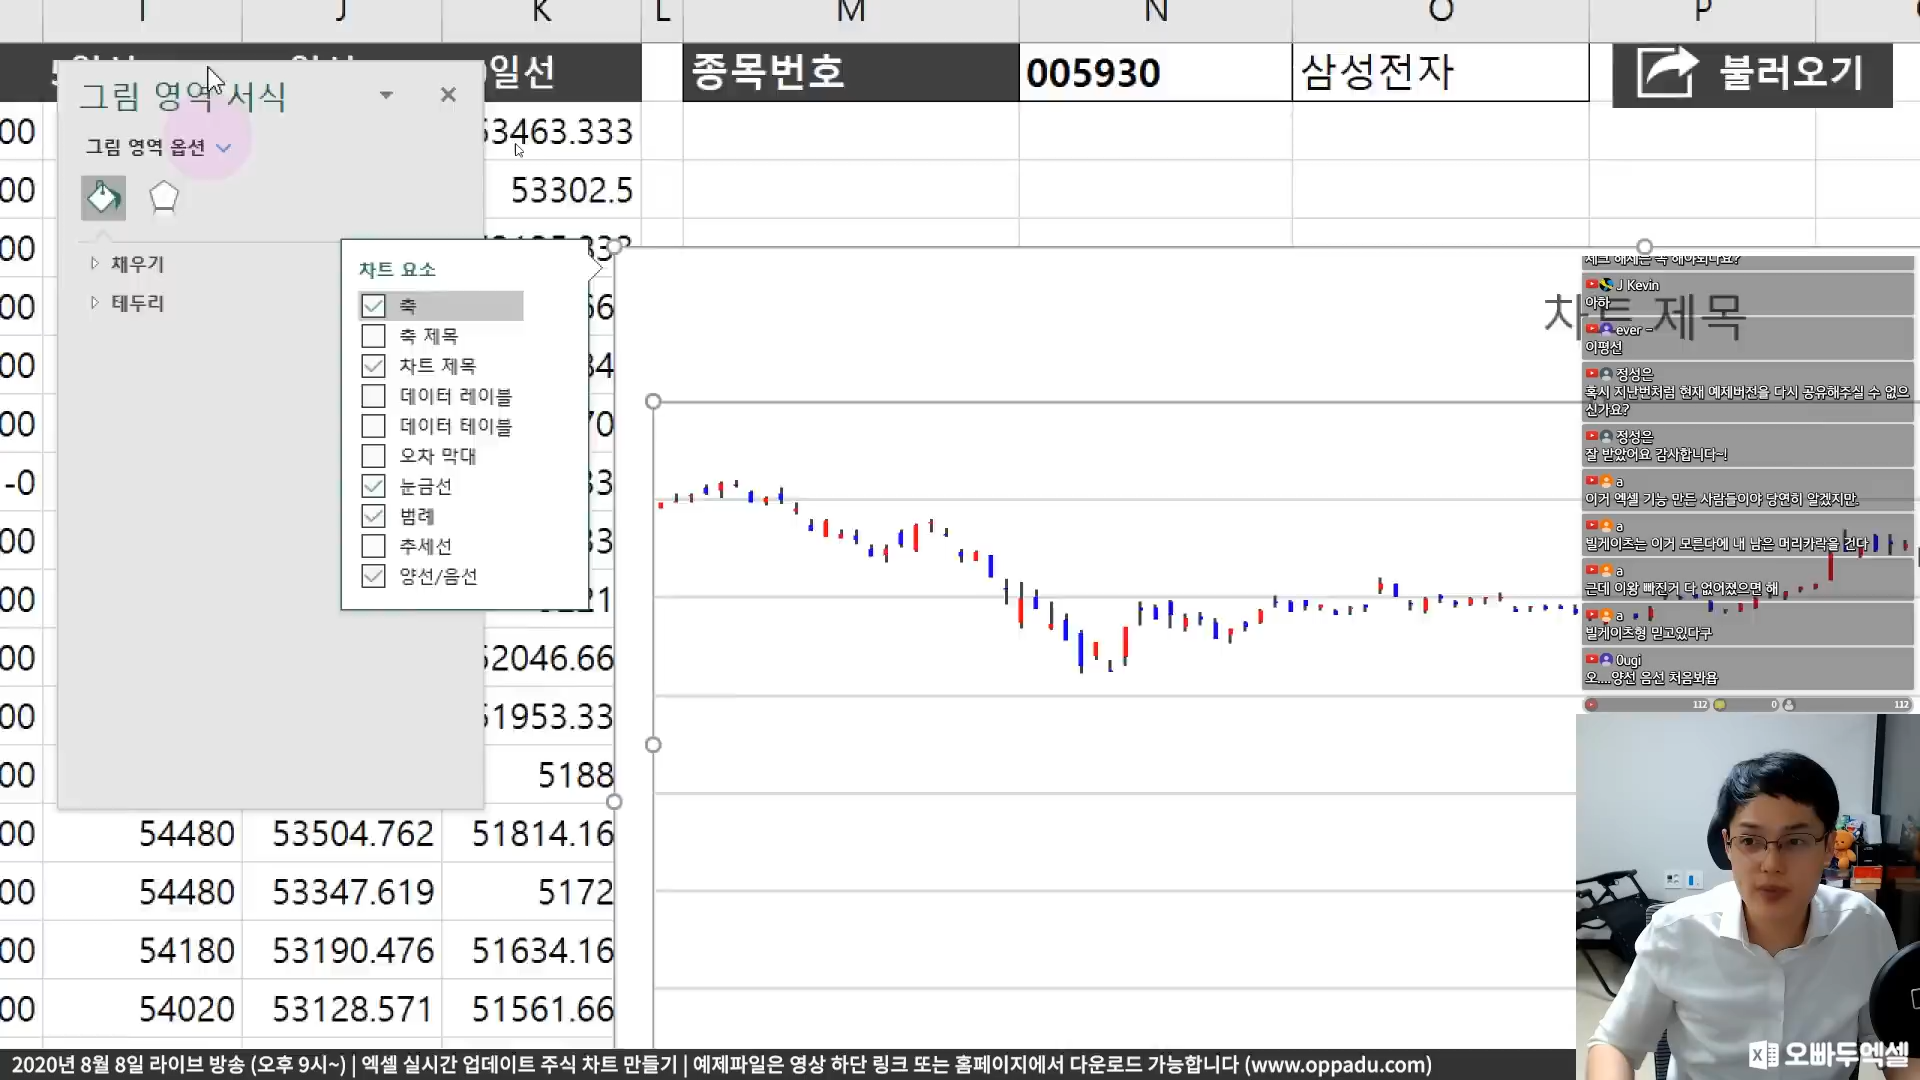 I J K L M N O P
일선
종목번호 005930 삼성전자 불러오기
그림 영역 서식
그림 영역 옵션
채우기
테두리
차트 요소
축
축 제목
차트 제목
데이터 레이블
데이터 테이블
오차 막대
눈금선
범례
추세선
양선/음선
53463.333
53302.5
-0
52046.66
51953.33
5188
54480 53504.762 51814.16
54480 53347.619 5172
54180 53190.476 51634.16
54020 53128.571 51561.66
차트 제목
J Kevin
아하
ever -
이평선
정성은
혹시 지난번처럼 현재 예제버전을 다시 공유해주실 수 없으
신가요?
정성은
잘 받았어요 감사합니다~!
a
이거 엑셀 기능 만든 사람들이야 당연히 알겠지만.
a
빌게이츠는 이거 모른다에 내 남은 머리카락을 건다
a
근데 이왕 빠진거 다 없어졌으면 해
a
빌게이츠형 믿고있다구
0ugi
오....양선 음선 처음봐욥
112 0 112
오빠두엑셀
2020년 8월 8일 라이브 방송 (오후 9시~) | 엑셀 실시간 업데이트 주식 차트 만들기 | 예제파일은 영상 하단 링크 또는 홈페이지에서 다운로드 가능합니다 (www.oppadu.com)